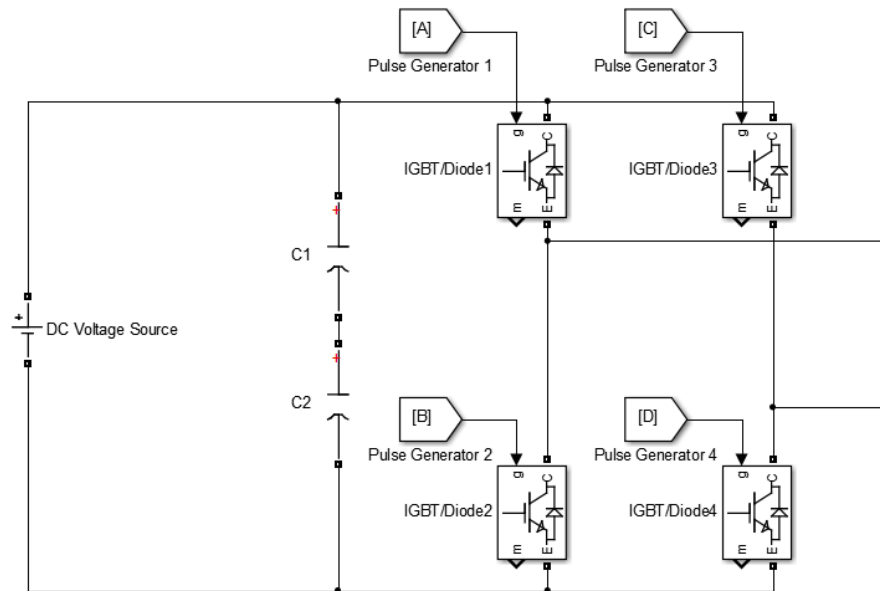 [A]
Pulse Generator 1
[C]
Pulse Generator 3
g
C
IGBT/Diode1
m
E
g
C
IGBT/Diode3
m
E
+
C1
+
DC Voltage Source
+
C2
[B]
Pulse Generator 2
[D]
Pulse Generator 4
g
C
IGBT/Diode2
m
E
g
C
IGBT/Diode4
m
E